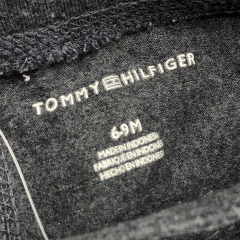 TOMMY HILFIGER
6-9M
MADE IN INDONESIA
FABRIQUÉ EN INDONÉSIE
HECHO EN INDONESIA